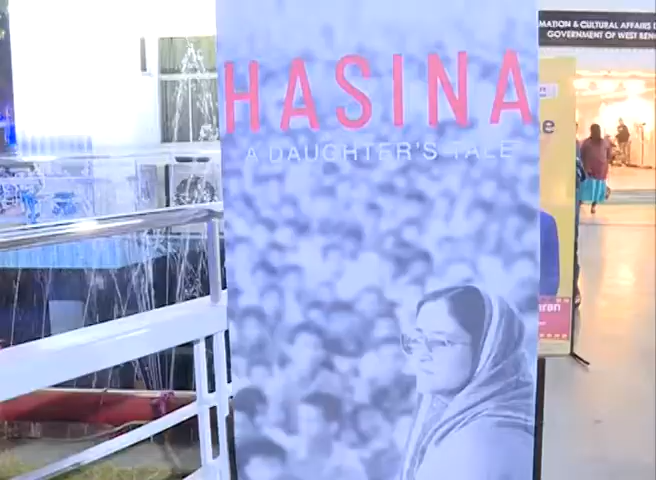 MATION & CULTURAL AFFAIRS D
GOVERNMENT OF WEST BEN
HASINA
A DAUGHTER'S TALE